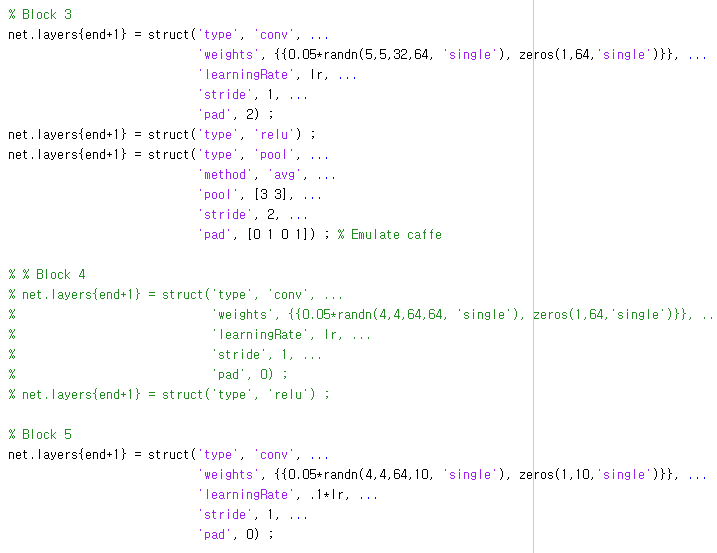 % Block 3
net.layers{end+1} = struct('type', 'conv', ...
'weights', {{0.05*randn(5,5,32,64, 'single'), zeros(1,64,'single')}}, ...
'learningRate', lr, ...
'stride', 1, ...
'pad', 2) ;
net.layers{end+1} = struct('type', 'relu') ;
net.layers{end+1} = struct('type', 'pool', ...
'method', 'avg', ...
'pool', [3 3], ...
'stride', 2, ...
'pad', [0 1 0 1]) ; % Emulate caffe
% % Block 4
% net.layers{end+1} = struct('type', 'conv', ...
% 'weights', {{0.05*randn(4,4,64,64, 'single'), zeros(1,64,'single')}}, ..
% 'learningRate', lr, ...
% 'stride', 1, ...
% 'pad', 0) ;
% net.layers{end+1} = struct('type', 'relu') ;
% Block 5
net.layers{end+1} = struct('type', 'conv', ...
'weights', {{0.05*randn(4,4,64,10, 'single'), zeros(1,10,'single')}}, ...
'learningRate', .1*lr, ...
'stride', 1, ...
'pad', 0) ;